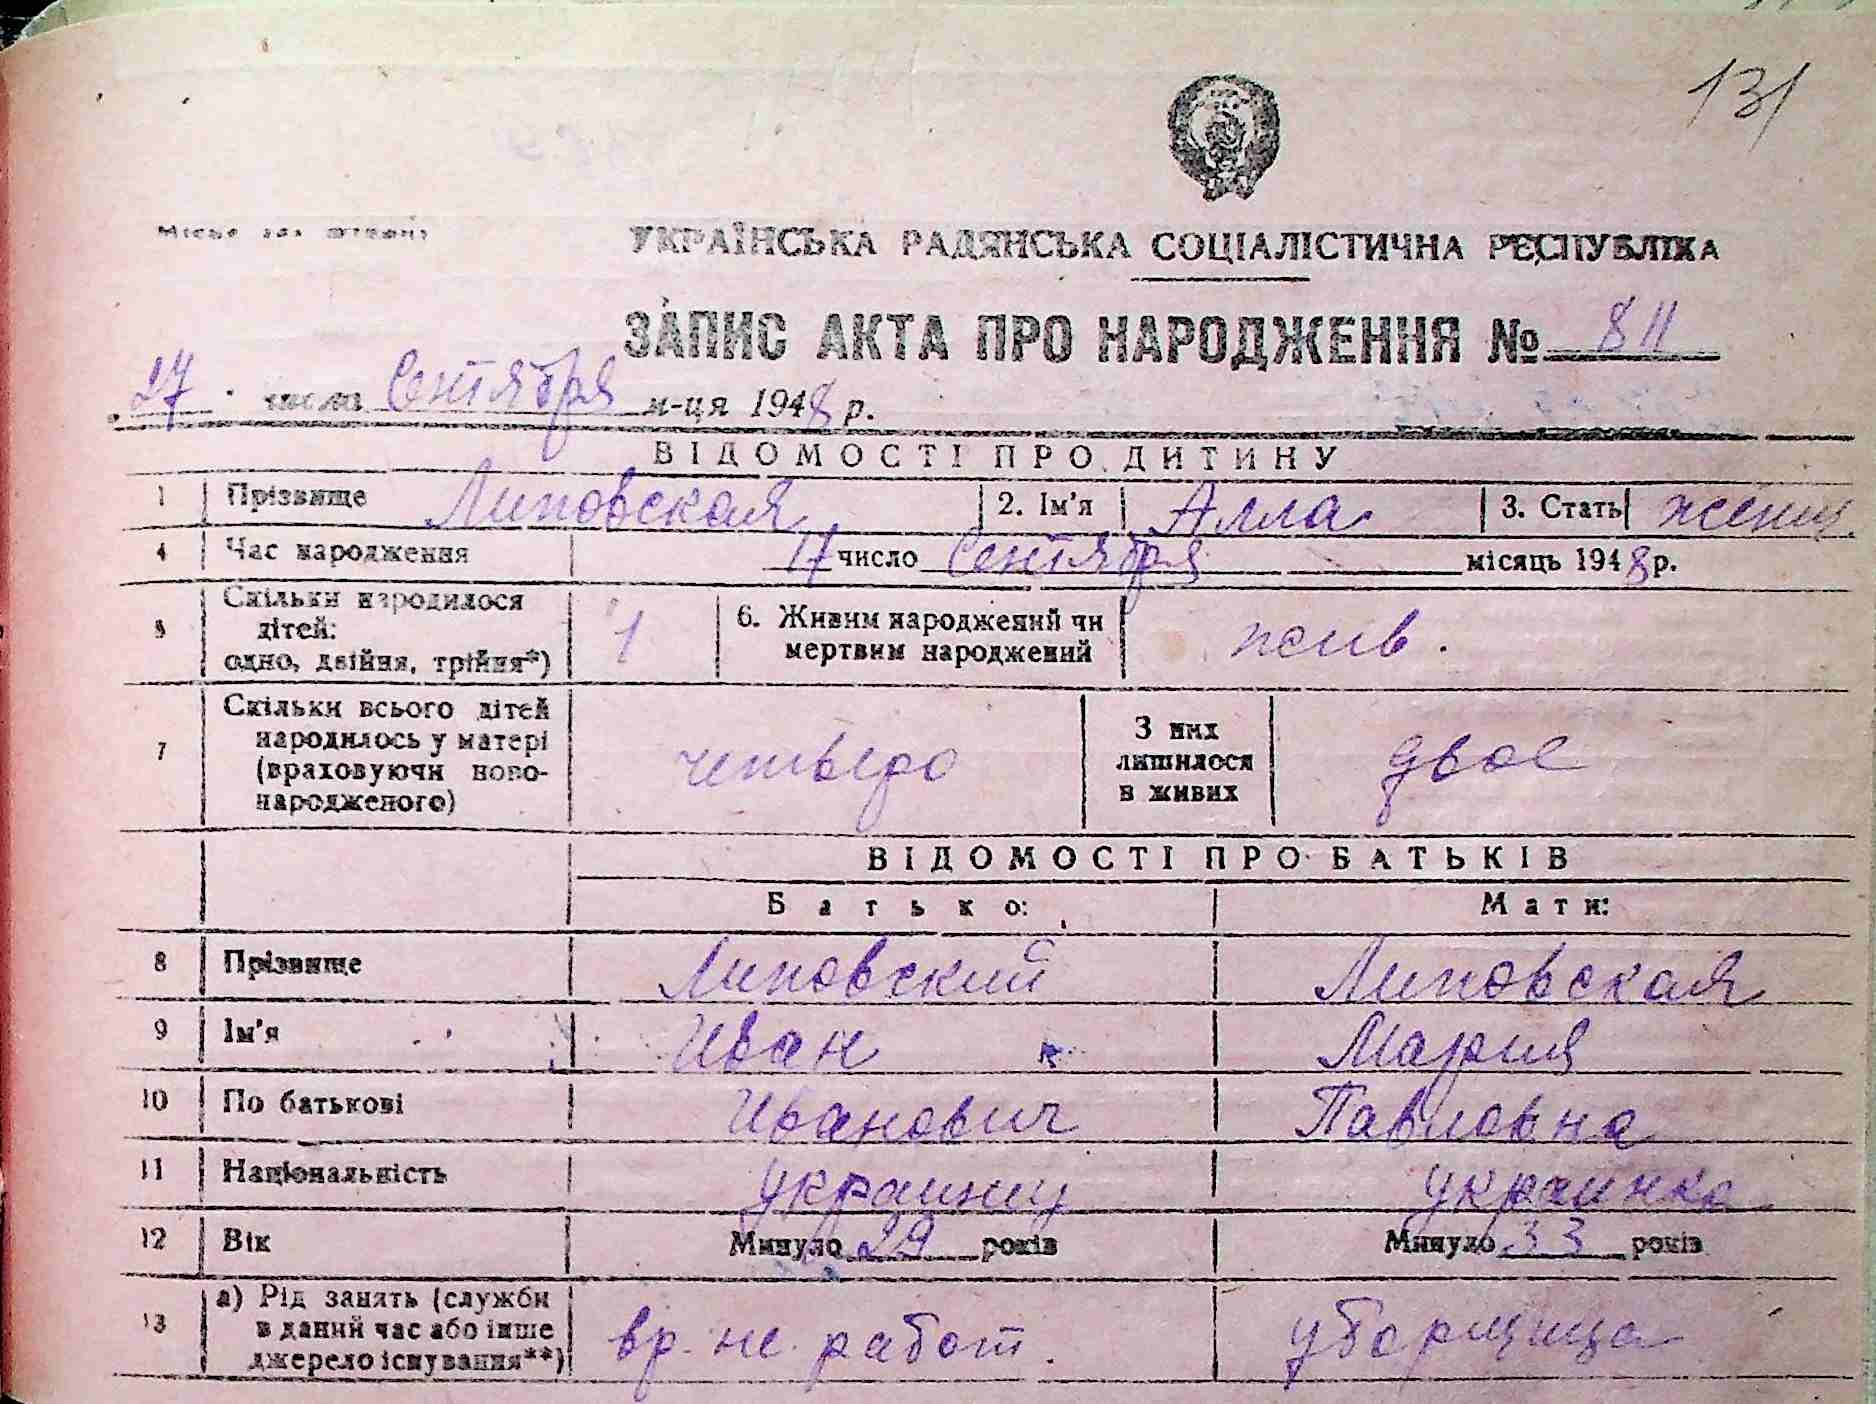 131
Місце для штампу
УКРАЇНСЬКА РАДЯНСЬКА СОЦІАЛІСТИЧНА РЕСПУБЛІКА
ЗАПИС АКТА ПРО НАРОДЖЕННЯ № 811
27 числа Сентября м-ця 1948 р.
ВІДОМОСТІ ПРО ДИТИНУ
1 Прізвище Липовская 2. Ім'я Алла 3. Стать женщ.
4 Час народження 17 число Сентября місяць 1948 р.
5 Скільки народилося
дітей:
одно, двійня, трійня*) 1 6. Живим народжений чи
мертвим народжений жив.
7 Скільки всього дітей
народилось у матері
(враховуючи ново-
народженого) четверо З них
лишилося
в живих двое
ВІДОМОСТІ ПРО БАТЬКІВ
Батько: Мати:
8 Прізвище Липовский Липовская
9 Ім'я Иван Мария
10 По батькові Иванович Павловна
11 Національність украинец украинка
12 Вік Минуло 29 років Минуло 33 років
13 а) Рід занять (служби
в даний час або інше
джерело існування**) вр. не работ. уборщица